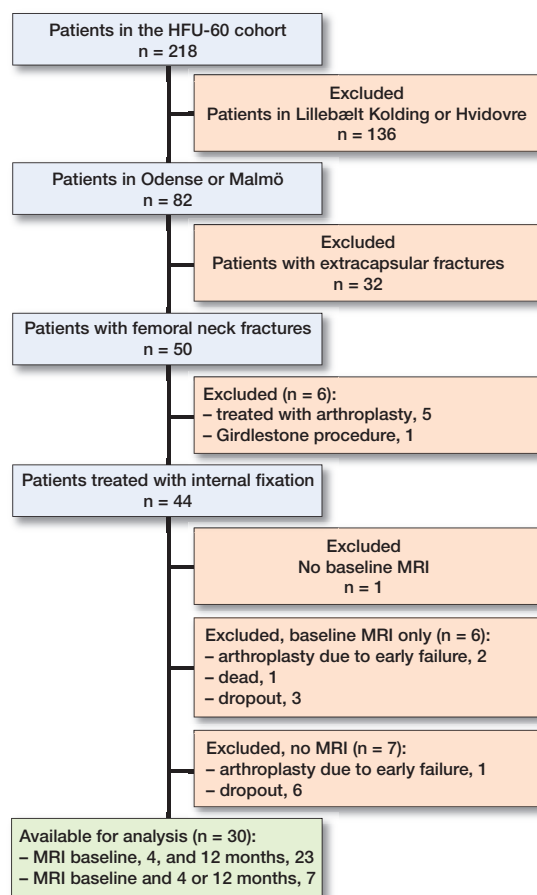 Patients in the HFU-60 cohort
n = 218
Excluded
Patients in Lillebælt Kolding or Hvidovre
n = 136
Patients in Odense or Malmö
n = 82
Excluded
Patients with extracapsular fractures
n = 32
Patients with femoral neck fractures
n = 50
Excluded (n = 6):
– treated with arthroplasty, 5
– Girdlestone procedure, 1
Patients treated with internal fixation
n = 44
Excluded
No baseline MRI
n = 1
Excluded, baseline MRI only (n = 6):
– arthroplasty due to early failure, 2
– dead, 1
– dropout, 3
Excluded, no MRI (n = 7):
– arthroplasty due to early failure, 1
– dropout, 6
Available for analysis (n = 30):
– MRI baseline, 4, and 12 months, 23
– MRI baseline and 4 or 12 months, 7